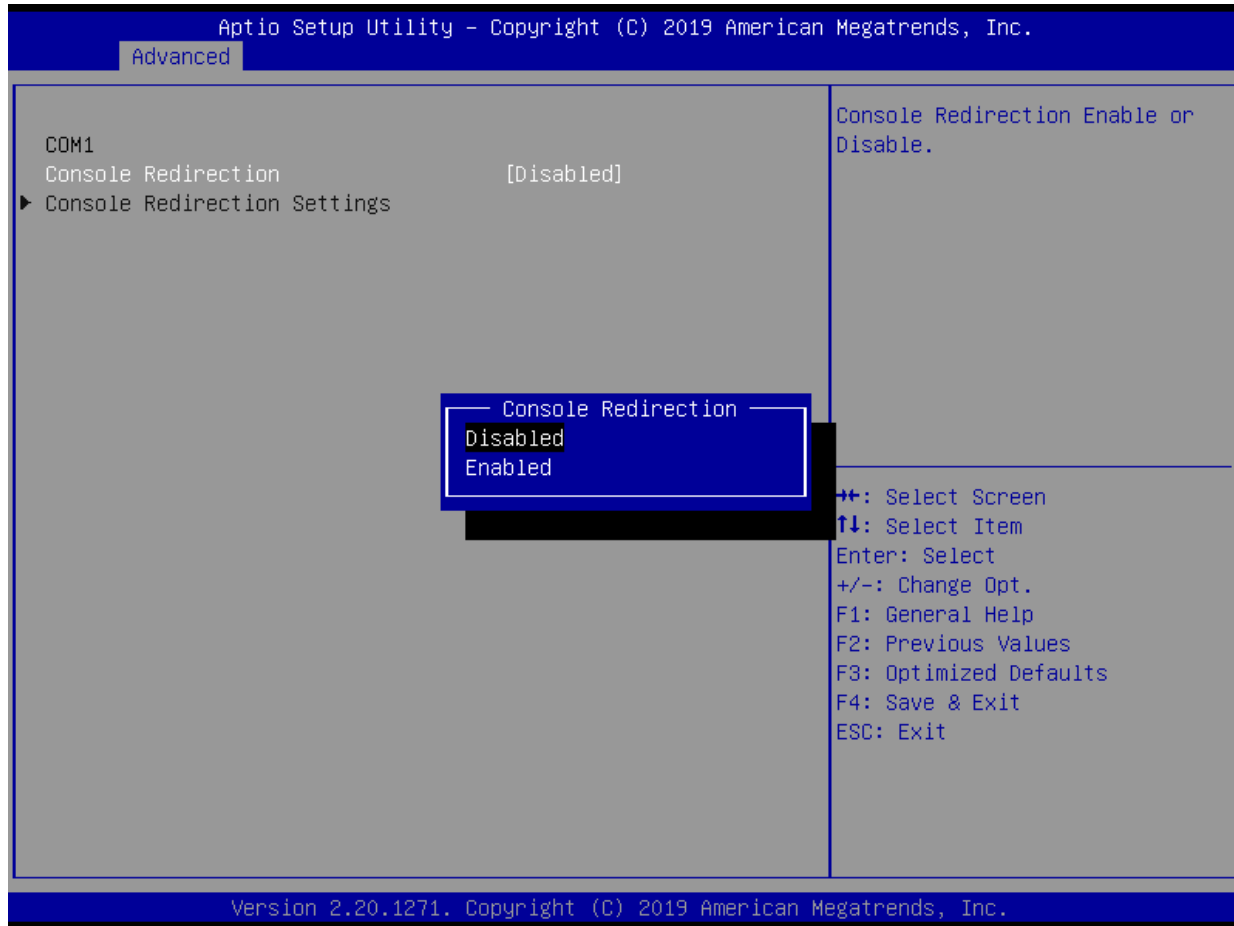 Aptio Setup Utility – Copyright (C) 2019 American Megatrends, Inc.
Advanced
COM1
Console Redirection [Disabled]
▶ Console Redirection Settings
Console Redirection Enable or
Disable.
Console Redirection
Disabled
Enabled
→←: Select Screen
↑↓: Select Item
Enter: Select
+/-: Change Opt.
F1: General Help
F2: Previous Values
F3: Optimized Defaults
F4: Save & Exit
ESC: Exit
Version 2.20.1271. Copyright (C) 2019 American Megatrends, Inc.